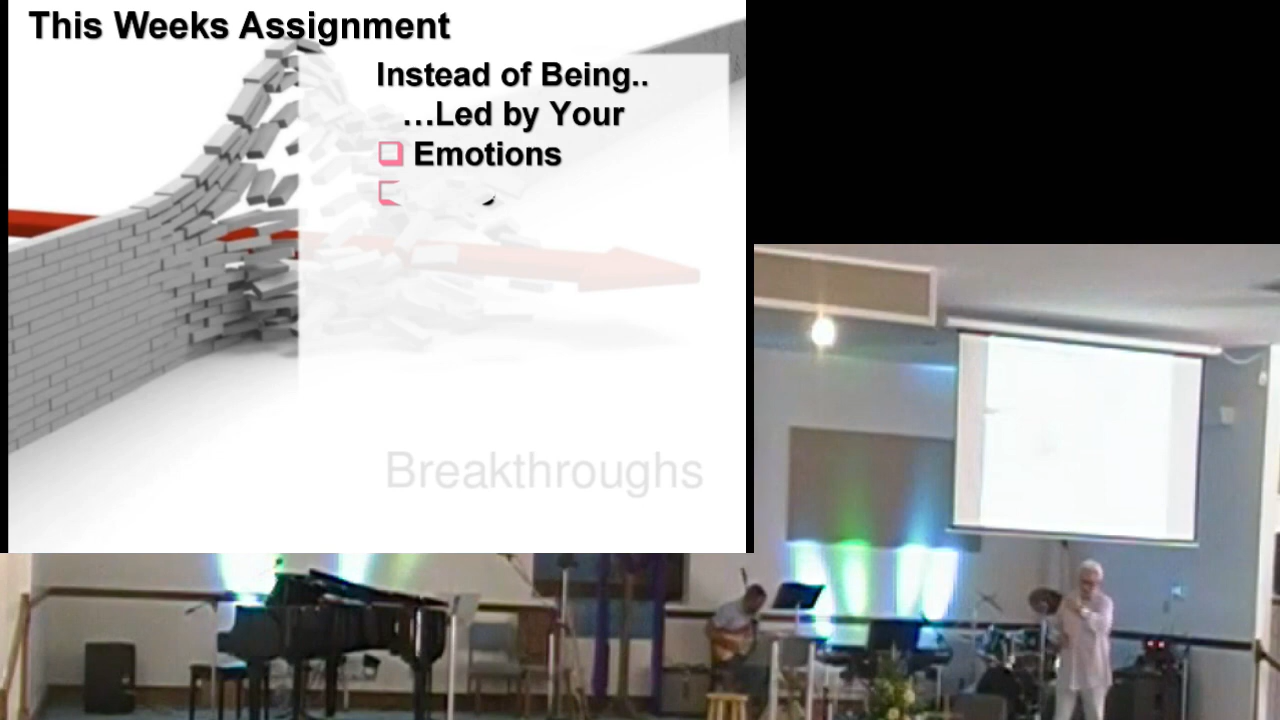 This Weeks Assignment
Instead of Being..
...Led by Your
Emotions
Breakthroughs